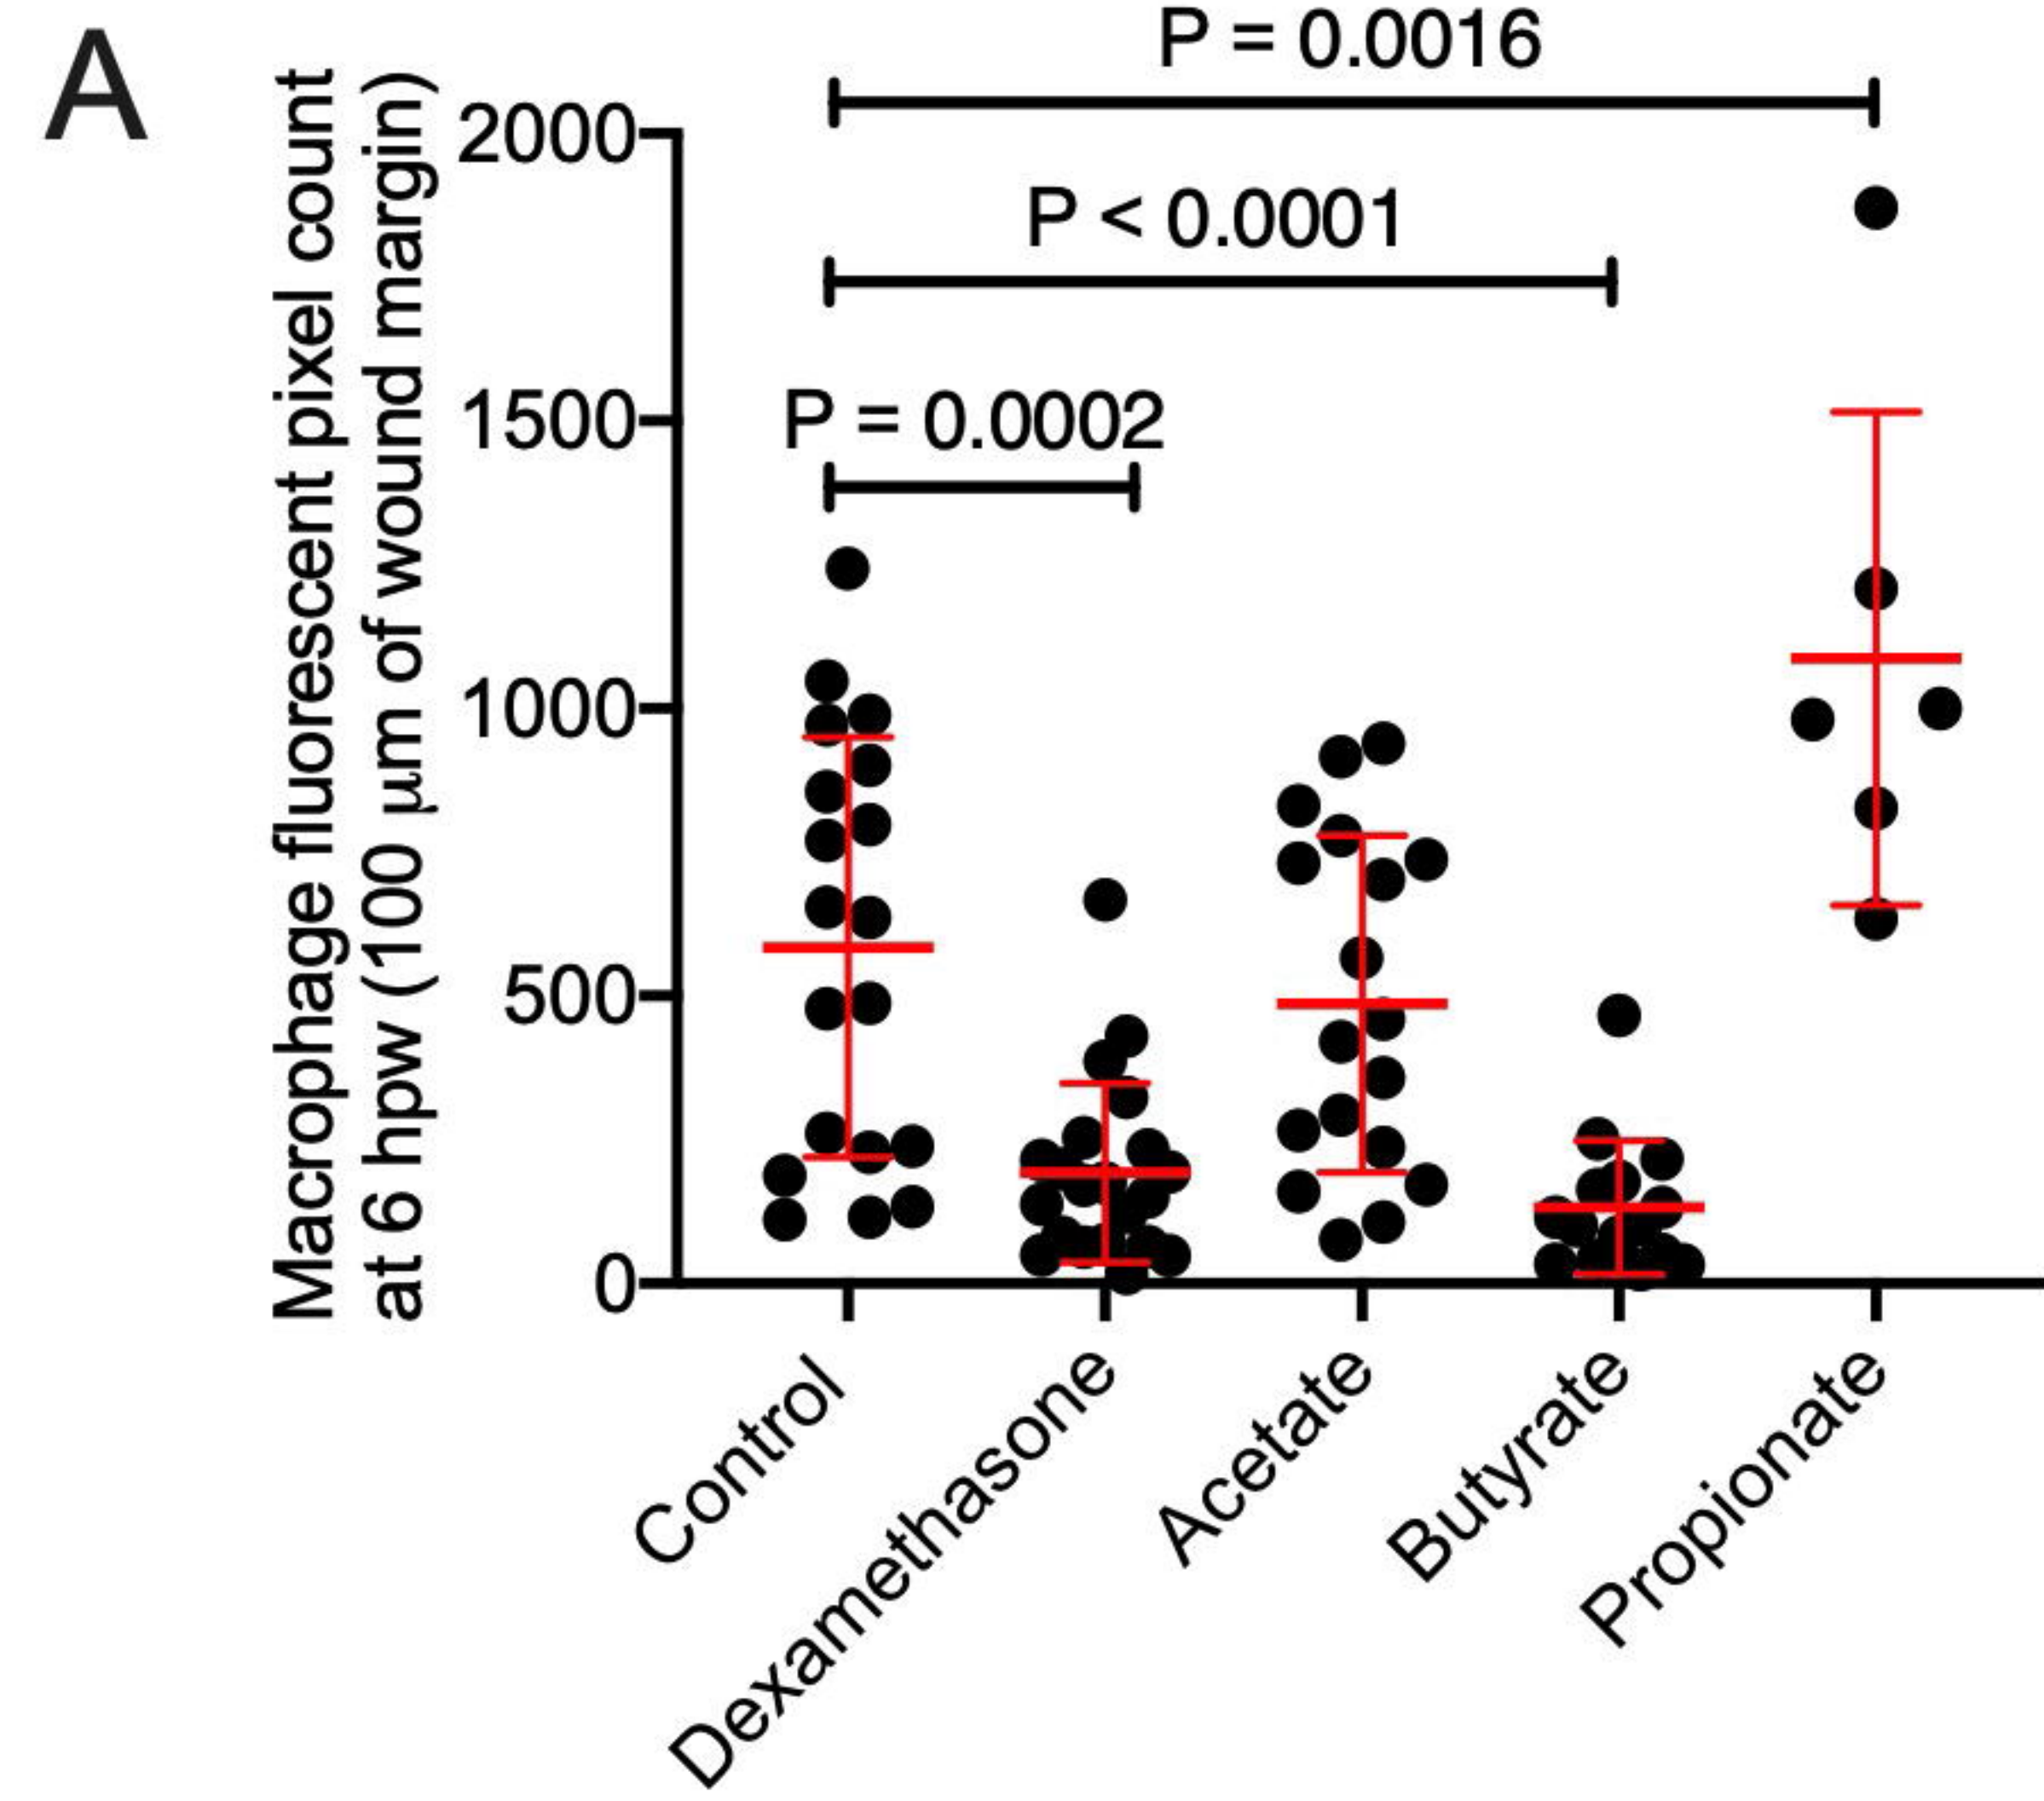 A
Macrophage fluorescent pixel count
at 6 hpw (100 μm of wound margin)
2000
1500
1000
500
0
P = 0.0016
P < 0.0001
P = 0.0002
Control
Dexamethasone
Acetate
Butyrate
Propionate